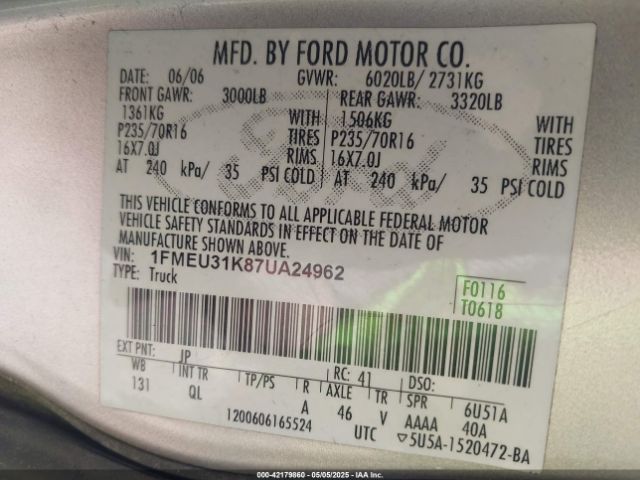 MFD. BY FORD MOTOR CO.
DATE: 06/06 GVWR: 6020LB/ 2731KG
FRONT GAWR: 3000LB REAR GAWR: 3320LB
1361KG WITH 1506KG WITH
P235/70R16 TIRES P235/70R16 TIRES
16X7.0J RIMS 16X7.0J RIMS
AT 240 kPa/ 35 PSI COLD AT 240 kPa/ 35 PSI COLD
THIS VEHICLE CONFORMS TO ALL APPLICABLE FEDERAL MOTOR
VEHICLE SAFETY STANDARDS IN EFFECT ON THE DATE OF
MANUFACTURE SHOWN ABOVE.
VIN: 1FMEU31K87UA24962
TYPE: Truck
F0116
T0618
EXT PNT: JP RC: 41 DSO:
WB INT TR TP/PS R AXLE TR SPR 6U51A
131 QL A 46 V AAAA 40A
1200606165524 UTC ▽5U5A-1520472-BA
Ford
000-42179860 - 05/05/2025 - IAAHTTPS